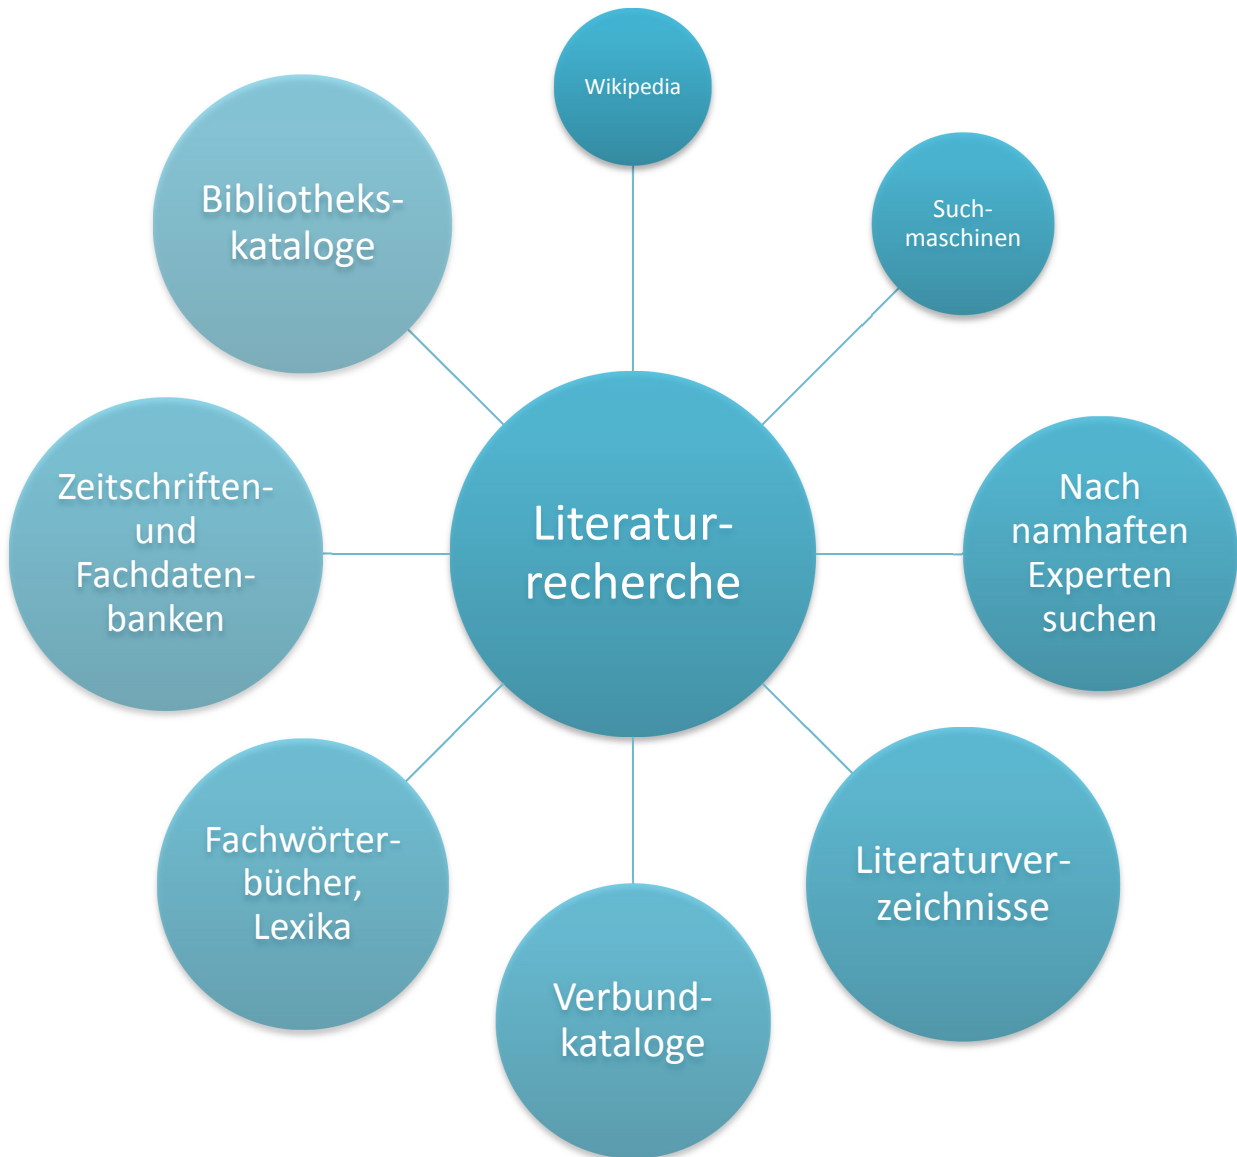 Wikipedia
Such-
maschinen
Bibliotheks-
kataloge
Zeitschriften-
und
Fachdaten-
banken
Literatur-
recherche
Nach
namhaften
Experten
suchen
Fachwörter-
bücher,
Lexika
Literaturver-
zeichnisse
Verbund-
kataloge